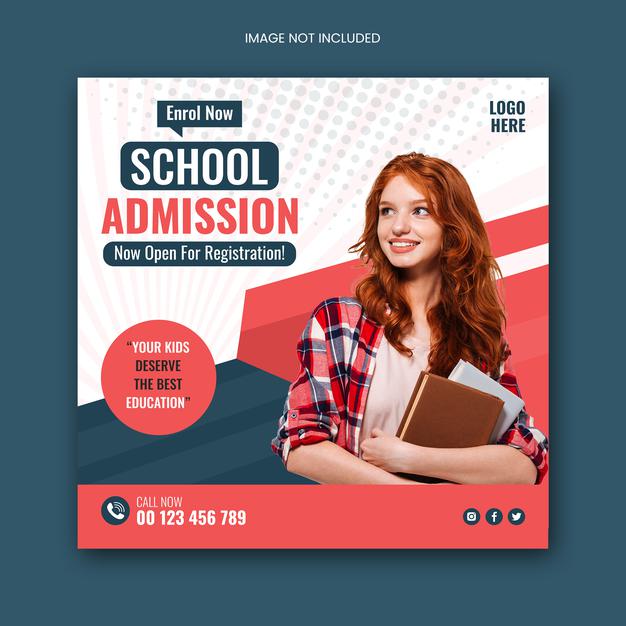 IMAGE NOT INCLUDED
Enrol Now
LOGO
HERE
SCHOOL
ADMISSION
Now Open For Registration!
“YOUR KIDS
DESERVE
THE BEST
EDUCATION”
CALL NOW
00 123 456 789